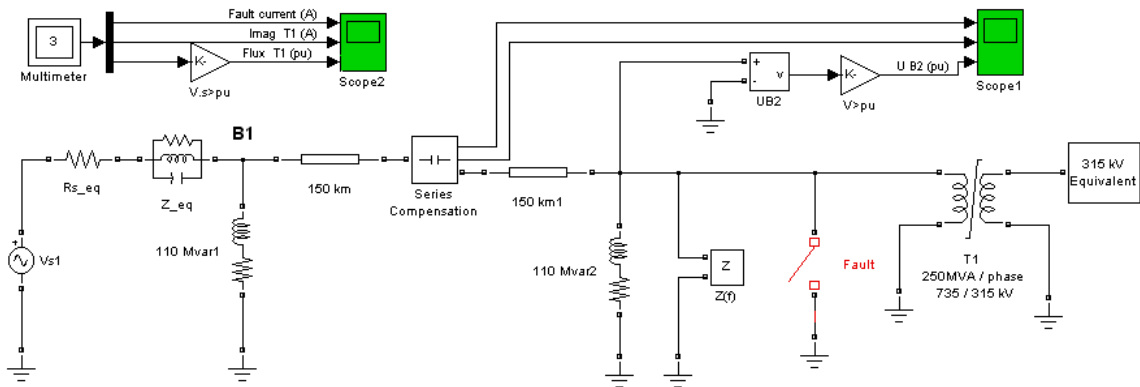 Fault current (A)
Imag T1 (A)
Flux T1 (pu)
3
Multimeter
K-
V.s>pu
Scope2
+
-
v
UB2
K-
V>pu
U B2 (pu)
Scope1
B1
Rs_eq
Z_eq
150 km
Series
Compensation
150 km1
315 kV
Equivalent
+
Vs1
110 Mvar1
110 Mvar2
Z
Z(f)
Fault
T1
250MVA / phase
735 / 315 kV